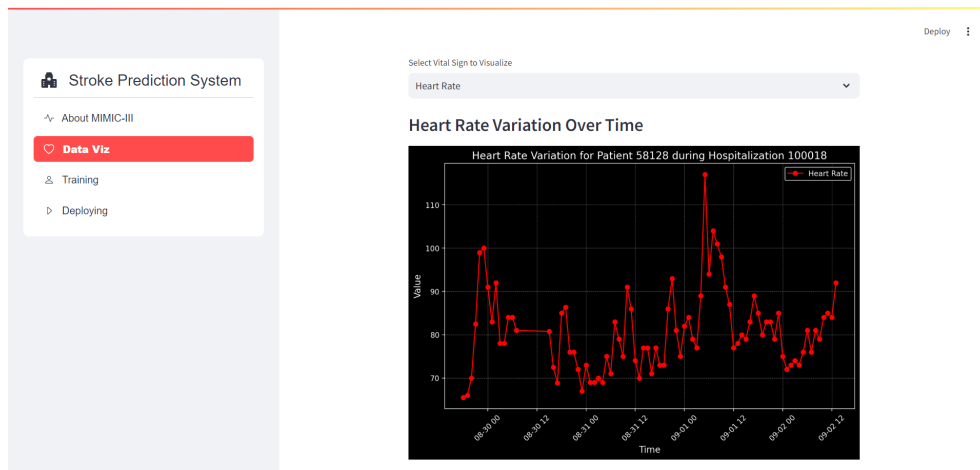 Deploy
Stroke Prediction System
About MIMIC-III
Data Viz
Training
Deploying
Select Vital Sign to Visualize
Heart Rate
Heart Rate Variation Over Time
Heart Rate Variation for Patient 58128 during Hospitalization 100018
Heart Rate
Value
110
100
90
80
70
08-30 00
08-30 12
08-31 00
08-31 12
09-01 00
09-01 12
09-02 00
09-02 12
Time